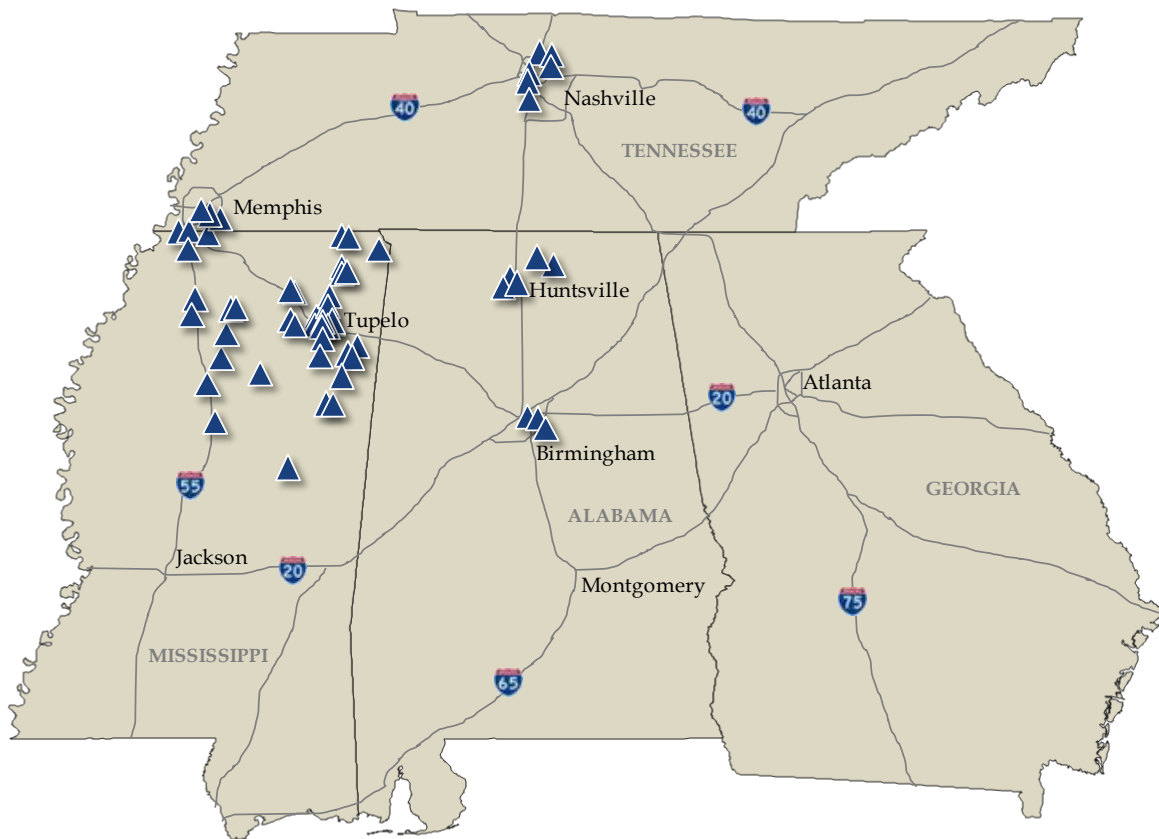 Nashville
40
40
TENNESSEE
Memphis
Huntsville
Tupelo
Atlanta
20
Birmingham
55
GEORGIA
ALABAMA
Jackson
20
Montgomery
75
MISSISSIPPI
65